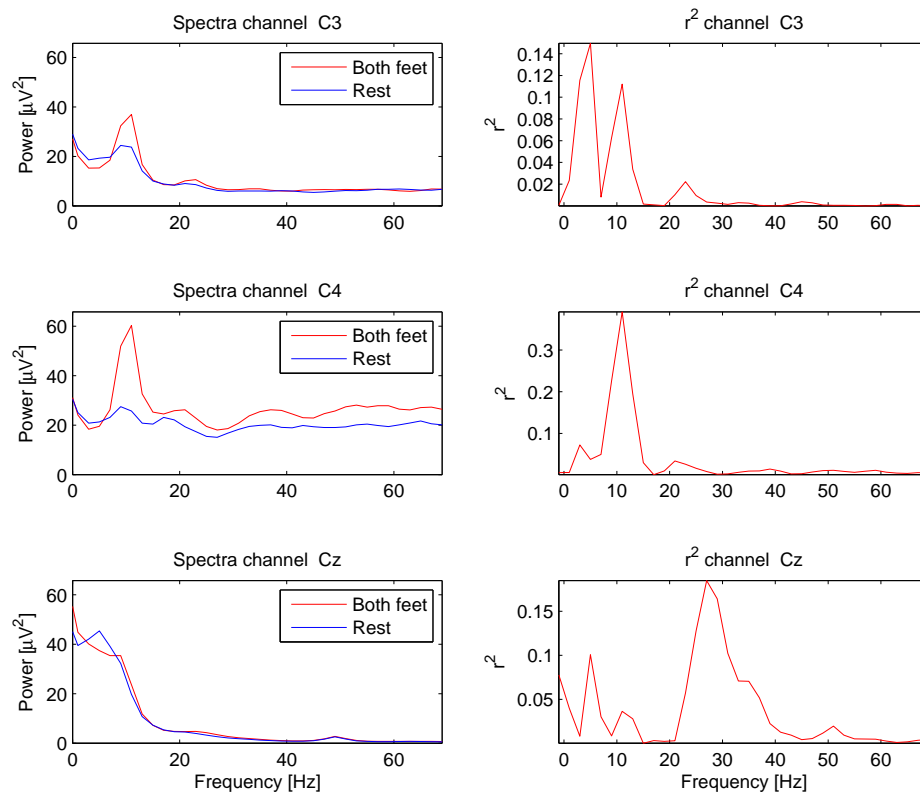 Spectra channel  C3
Power [μV²]
60
40
20
0
0
20
40
60
Both feet
Rest
r² channel  C3
r²
0.14
0.12
0.1
0.08
0.06
0.04
0.02
0
10
20
30
40
50
60
Spectra channel  C4
Power [μV²]
60
40
20
0
0
20
40
60
Both feet
Rest
r² channel  C4
r²
0.3
0.2
0.1
0
10
20
30
40
50
60
Spectra channel  Cz
Power [μV²]
60
40
20
0
0
20
40
60
Frequency [Hz]
Both feet
Rest
r² channel  Cz
r²
0.15
0.1
0.05
0
10
20
30
40
50
60
Frequency [Hz]